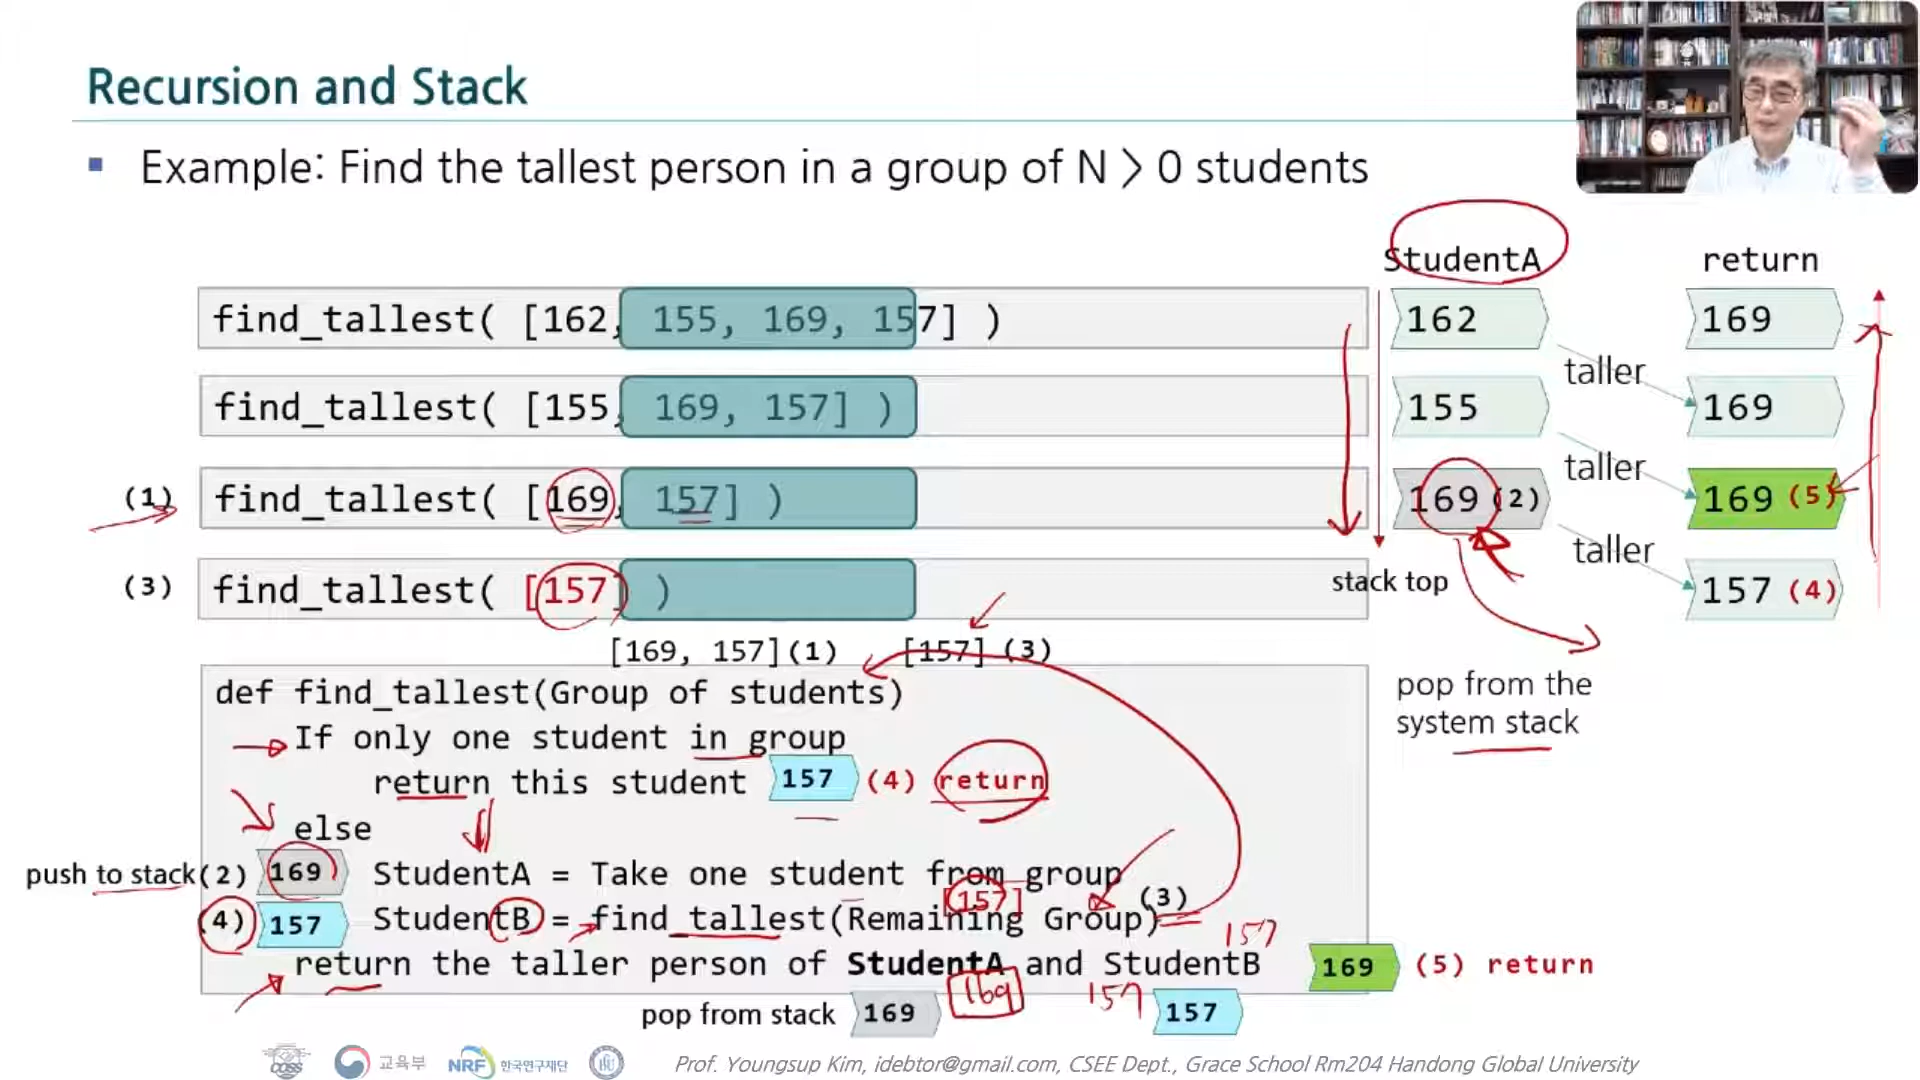 Recursion and Stack
Example: Find the tallest person in a group of N > 0 students
StudentA return
find_tallest( [162, 155, 169, 157] ) 162 169
taller
find_tallest( [155, 169, 157] ) 155 169
taller
(1) find_tallest( [169, 157] ) 169 (2) 169 (5)
taller
stack top
(3) find_tallest( [157] ) 157 (4)
[169, 157] (1) [157] (3)
pop from the
system stack
def find_tallest(Group of students)
If only one student in group
return this student 157 (4) return
else
push to stack (2) 169 StudentA = Take one student from group
[157] (3)
(4) 157 StudentB = find_tallest(Remaining Group)
157
return the taller person of StudentA and StudentB 169 (5) return
pop from stack 169 169 157 157
COSS 교육부 NRF 한국연구재단
Prof. Youngsup Kim, idebtor@gmail.com, CSEE Dept., Grace School Rm204 Handong Global University